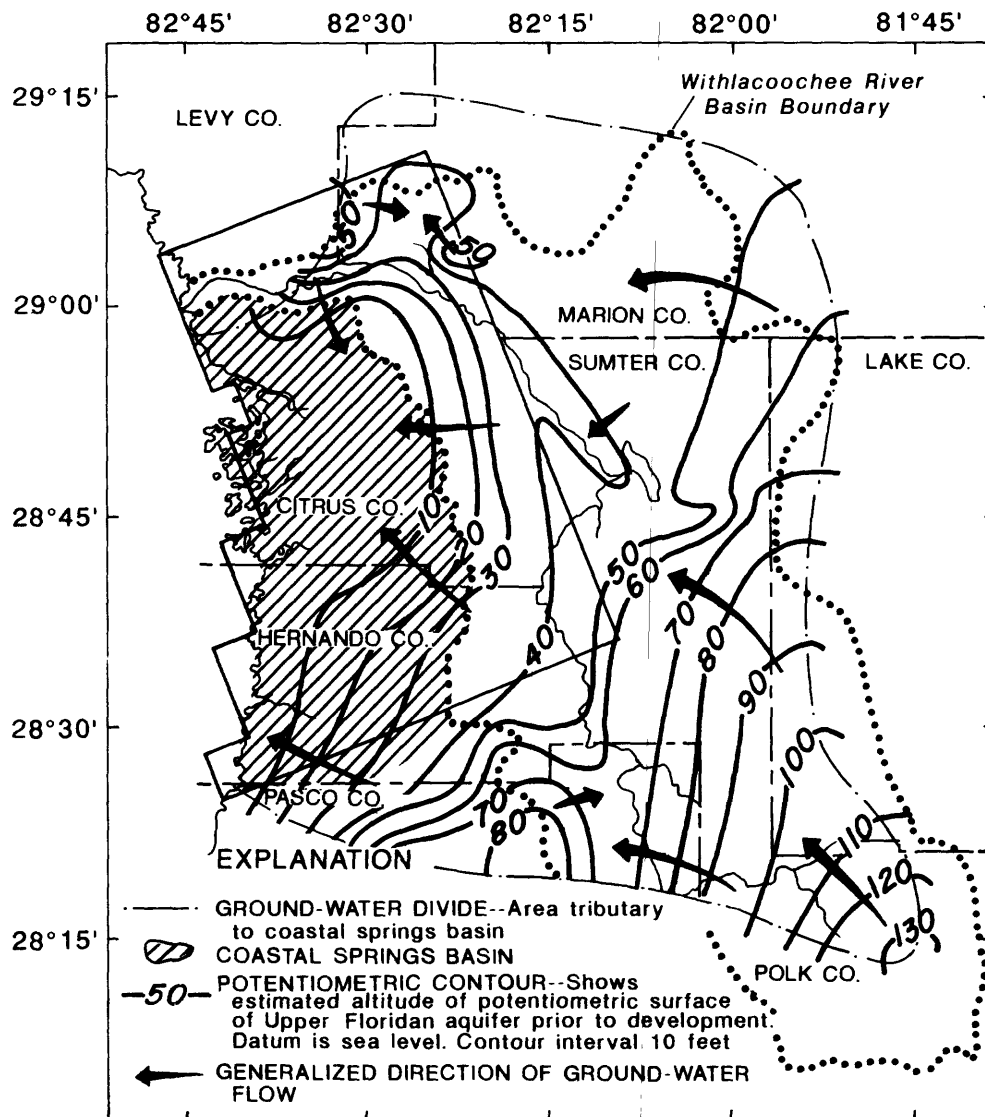 82°45' 82°30' 82°15' 82°00' 81°45'
29°15'
Withlacoochee River
Basin Boundary
LEVY CO.
50
50
29°00'
MARION CO.
SUMTER CO.
LAKE CO.
28°45'
CITRUS CO.
10
20
30
50
60
70
80
40
90
HERNANDO CO.
28°30'
100
PASCO CO.
70
80
110
120
130
EXPLANATION
GROUND-WATER DIVIDE--Area tributary
to coastal springs basin
28°15'
COASTAL SPRINGS BASIN
POLK CO.
—50— POTENTIOMETRIC CONTOUR--Shows
estimated altitude of potentiometric surface
of Upper Floridan aquifer prior to development.
Datum is sea level. Contour interval 10 feet
GENERALIZED DIRECTION OF GROUND-WATER
FLOW